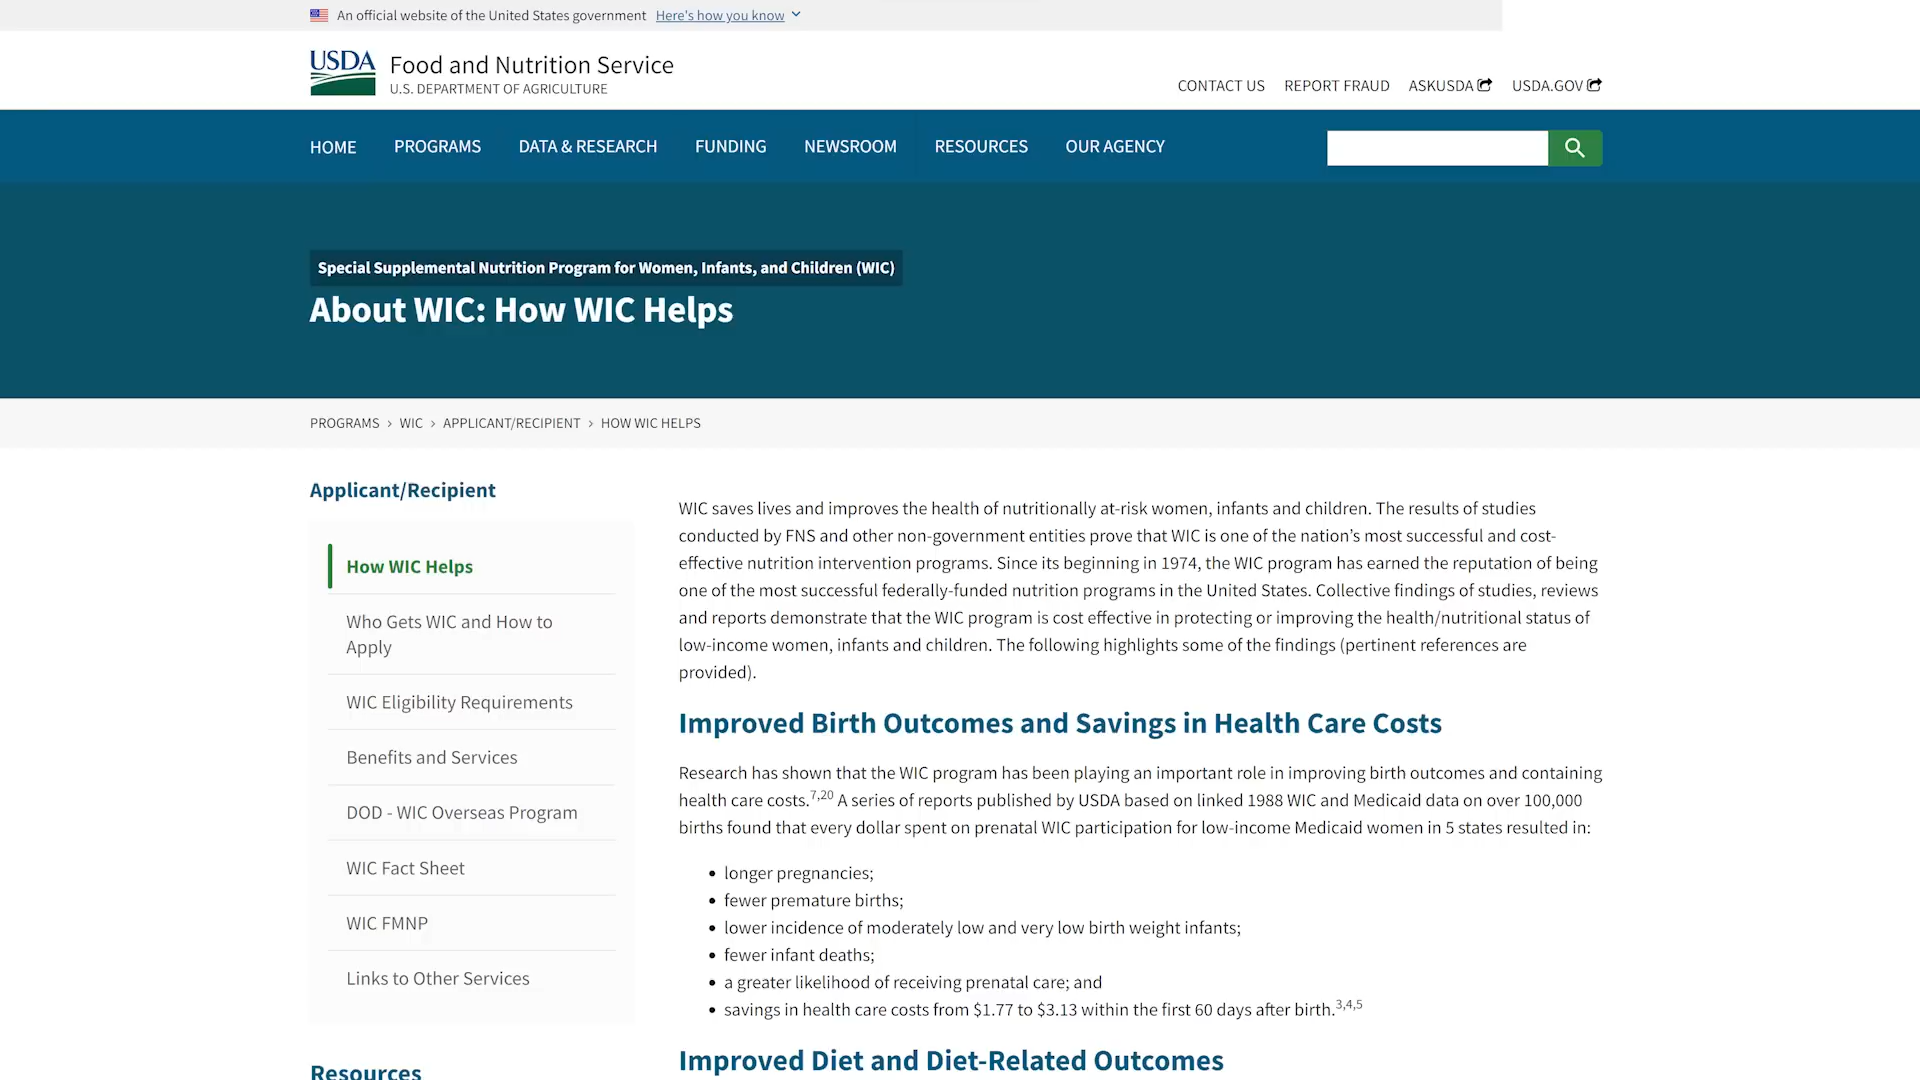 An official website of the United States government Here's how you know
USDA Food and Nutrition Service
U.S. DEPARTMENT OF AGRICULTURE
CONTACT US REPORT FRAUD ASKUSDA USDA.GOV
HOME PROGRAMS DATA & RESEARCH FUNDING NEWSROOM RESOURCES OUR AGENCY
Special Supplemental Nutrition Program for Women, Infants, and Children (WIC)
About WIC: How WIC Helps
PROGRAMS › WIC › APPLICANT/RECIPIENT › HOW WIC HELPS
Applicant/Recipient
How WIC Helps
Who Gets WIC and How to
Apply
WIC Eligibility Requirements
Benefits and Services
DOD - WIC Overseas Program
WIC Fact Sheet
WIC FMNP
Links to Other Services
Resources
WIC saves lives and improves the health of nutritionally at-risk women, infants and children. The results of studies
conducted by FNS and other non-government entities prove that WIC is one of the nation’s most successful and cost-
effective nutrition intervention programs. Since its beginning in 1974, the WIC program has earned the reputation of being
one of the most successful federally-funded nutrition programs in the United States. Collective findings of studies, reviews
and reports demonstrate that the WIC program is cost effective in protecting or improving the health/nutritional status of
low-income women, infants and children. The following highlights some of the findings (pertinent references are
provided).
Improved Birth Outcomes and Savings in Health Care Costs
Research has shown that the WIC program has been playing an important role in improving birth outcomes and containing
health care costs.7,20 A series of reports published by USDA based on linked 1988 WIC and Medicaid data on over 100,000
births found that every dollar spent on prenatal WIC participation for low-income Medicaid women in 5 states resulted in:
• longer pregnancies;
• fewer premature births;
• lower incidence of moderately low and very low birth weight infants;
• fewer infant deaths;
• a greater likelihood of receiving prenatal care; and
• savings in health care costs from $1.77 to $3.13 within the first 60 days after birth.3,4,5
Improved Diet and Diet-Related Outcomes